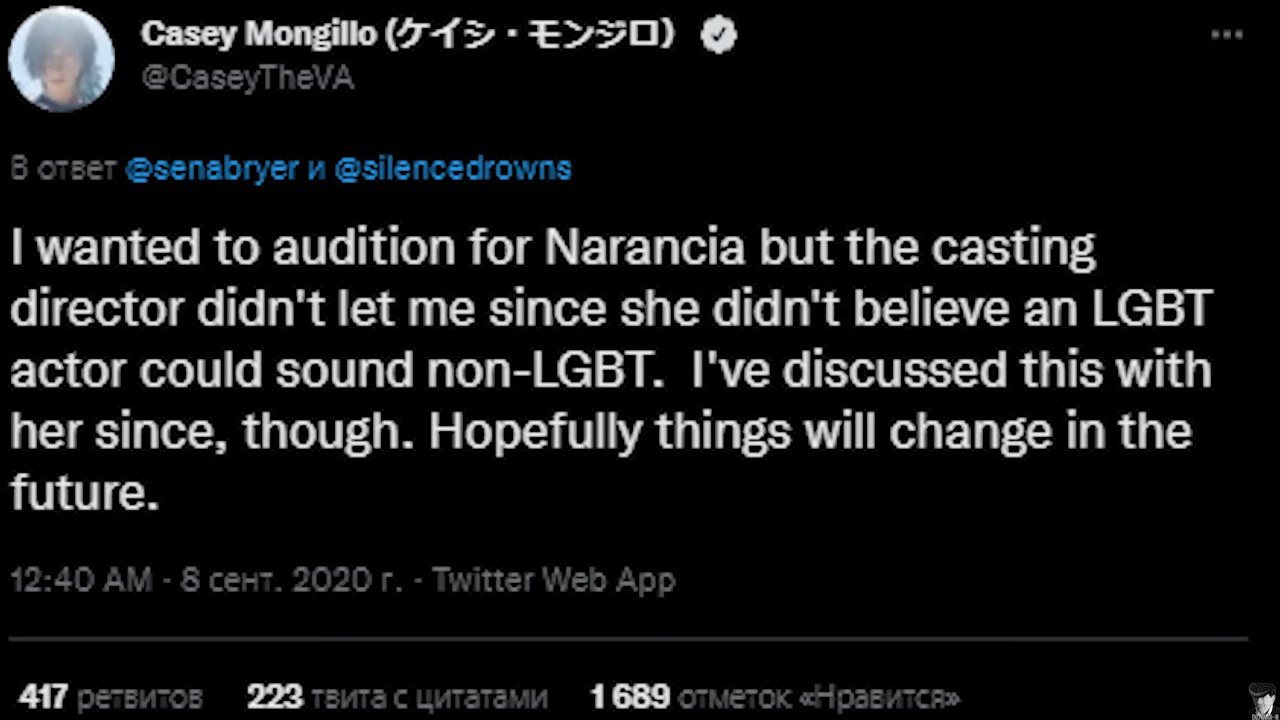 Casey Mongillo (ケイシ・モンジロ)
@CaseyTheVA
В ответ @senabryer и @silencedrowns
I wanted to audition for Narancia but the casting
director didn't let me since she didn't believe an LGBT
actor could sound non-LGBT.  I've discussed this with
her since, though. Hopefully things will change in the
future.
12:40 AM · 8 сент. 2020 г. · Twitter Web App
417 ретвитов 223 твита с цитатами 1 689 отметок «Нравится»